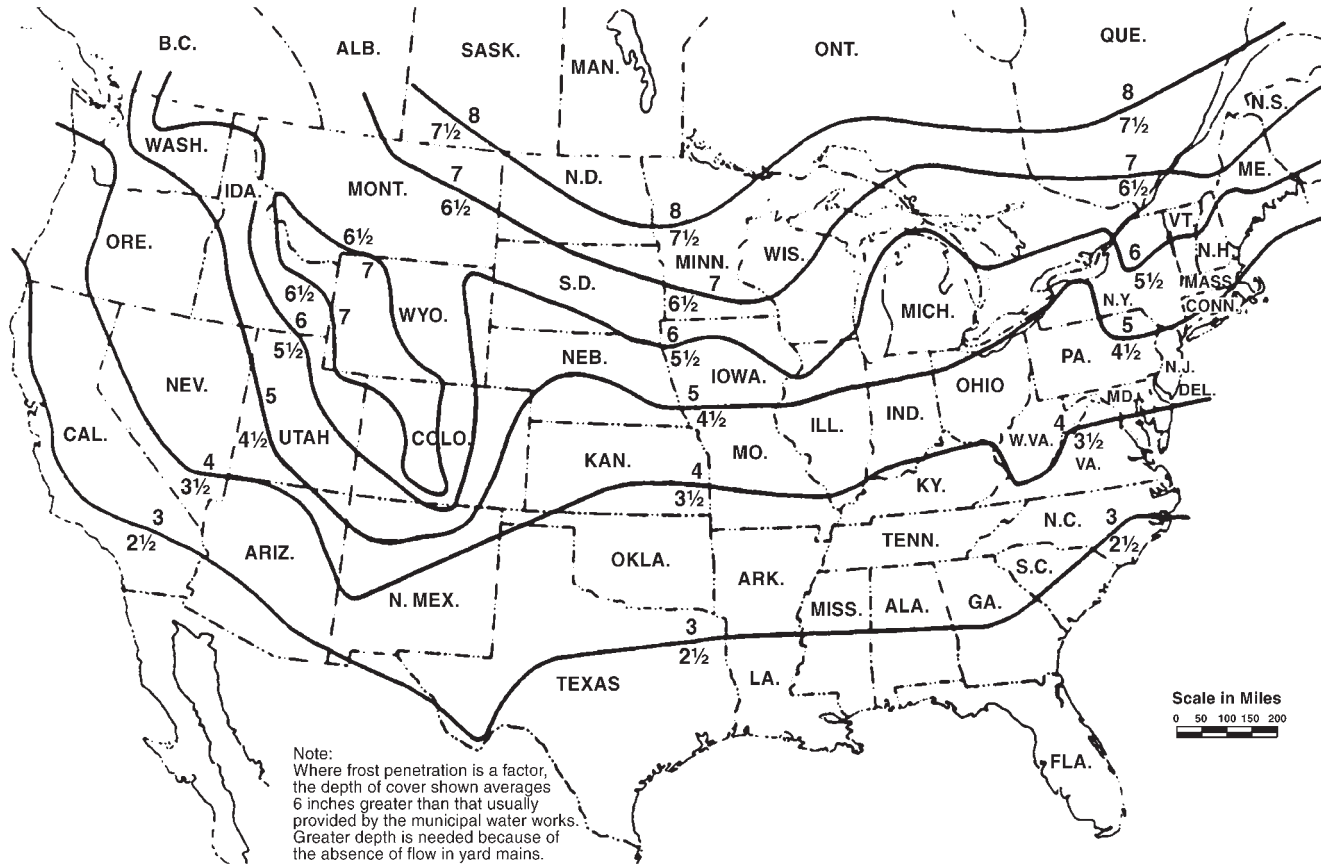 B.C.
ALB.
SASK.
MAN.
ONT.
QUE.
8
7½
8
7½
N.S.
WASH.
IDA.
MONT.
7
6½
N.D.
7
6½
ME.
8
7½
ORE.
6½
7
MINN.
WIS.
VT.
6
5½
N.H.
S.D.
7
6½
MASS.
6½
7
WYO.
MICH.
N.Y.
CONN.
6
5½
6
5½
5
4½
NEB.
IOWA.
PA.
N.J.
NEV.
5
4½
5
4½
OHIO
MD.
DEL.
CAL.
UTAH
COLO.
ILL.
IND.
W.VA.
4
3½
VA.
4
3½
KAN.
4
3½
MO.
KY.
3
2½
ARIZ.
N. MEX.
OKLA.
ARK.
TENN.
N.C.
3
2½
S.C.
MISS.
ALA.
GA.
3
2½
TEXAS
LA.
FLA.
Scale in Miles
0 50 100 150 200
Note:
Where frost penetration is a factor,
the depth of cover shown averages
6 inches greater than that usually
provided by the municipal water works.
Greater depth is needed because of
the absence of flow in yard mains.